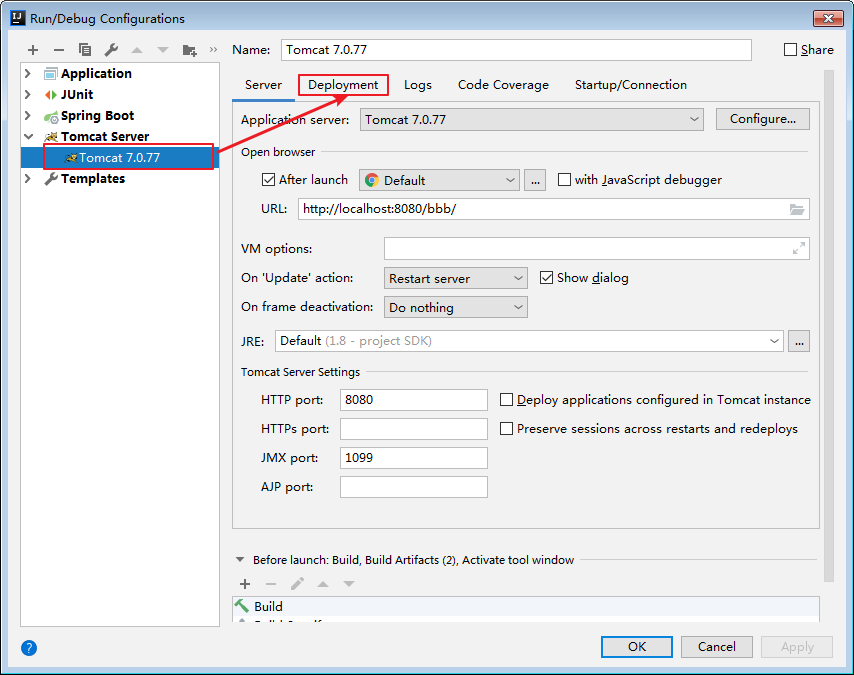 Run/Debug Configurations
Name: Tomcat 7.0.77 Share
Application
JUnit
Spring Boot
Tomcat Server
Tomcat 7.0.77
Templates
Server Deployment Logs Code Coverage Startup/Connection
Application server: Tomcat 7.0.77 Configure...
Open browser
After launch Default ... with JavaScript debugger
URL: http://localhost:8080/bbb/
VM options:
On 'Update' action: Restart server Show dialog
On frame deactivation: Do nothing
JRE: Default (1.8 - project SDK) ...
Tomcat Server Settings
HTTP port: 8080 Deploy applications configured in Tomcat instance
HTTPs port: Preserve sessions across restarts and redeploys
JMX port: 1099
AJP port:
Before launch: Build, Build Artifacts (2), Activate tool window
Build
? OK Cancel Apply